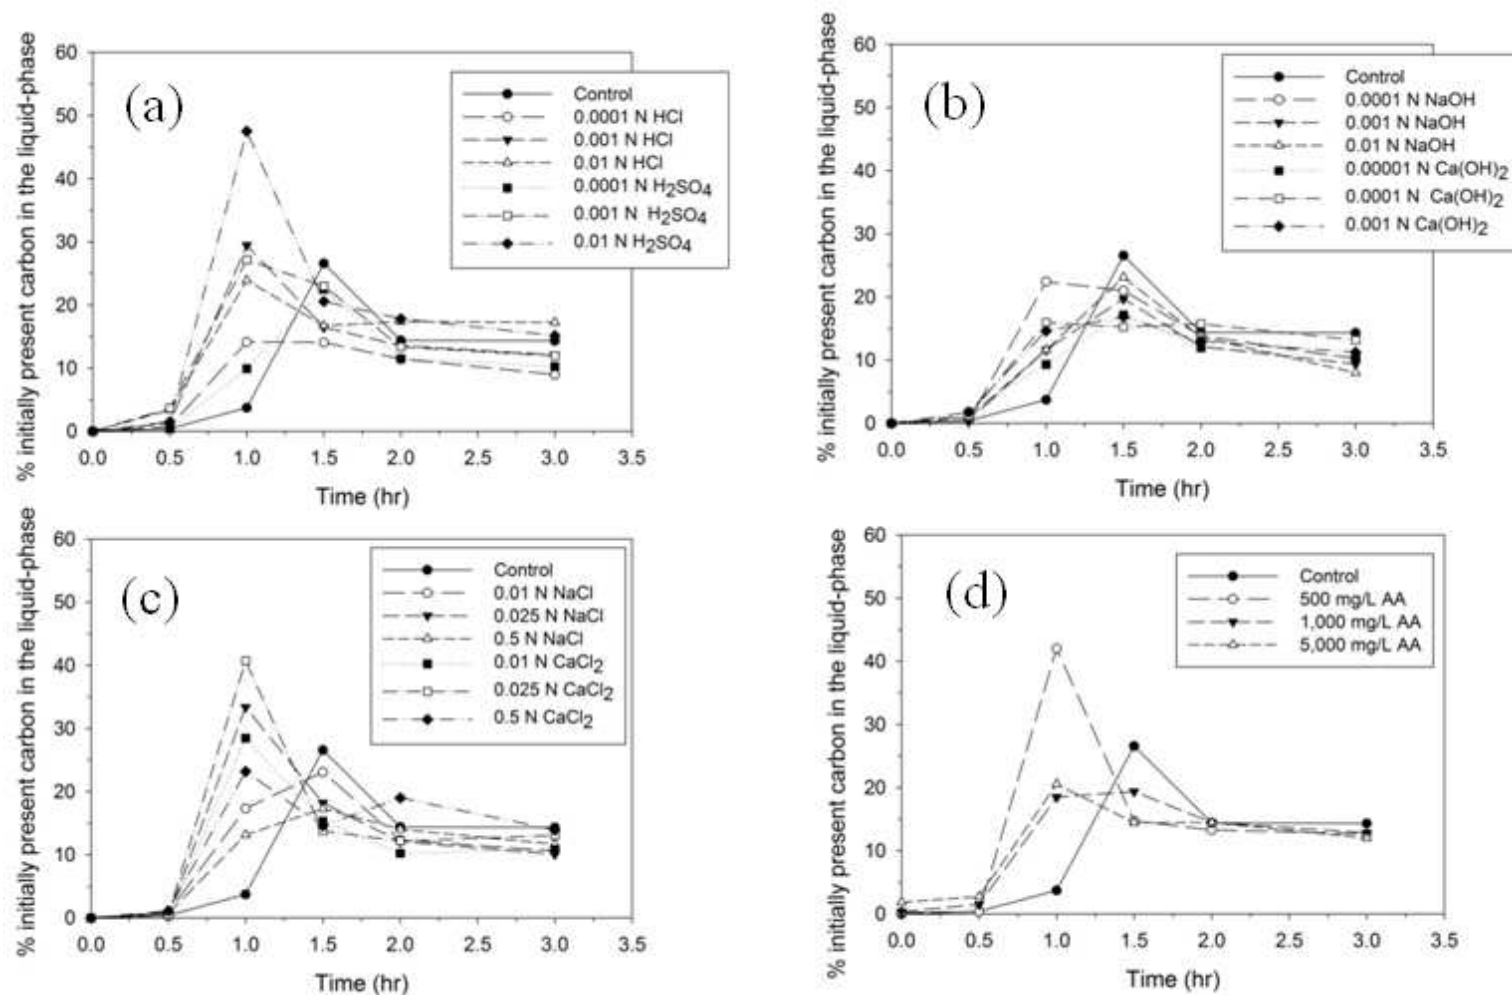 % initially present carbon in the liquid-phase
60
50
40
30
20
10
0
(a)
Control
0.0001 N HCl
0.001 N HCl
0.01 N HCl
0.0001 N H2SO4
0.001 N H2SO4
0.01 N H2SO4
0.0 0.5 1.0 1.5 2.0 2.5 3.0 3.5
Time (hr)
% initially present carbon in the liquid-phase
60
50
40
30
20
10
0
(b)
Control
0.0001 N NaOH
0.001 N NaOH
0.01 N NaOH
0.00001 N Ca(OH)2
0.0001 N Ca(OH)2
0.001 N Ca(OH)2
0.0 0.5 1.0 1.5 2.0 2.5 3.0 3.5
Time (hr)
% initially present carbon in the liquid-phase
60
50
40
30
20
10
0
(c)
Control
0.01 N NaCl
0.025 N NaCl
0.5 N NaCl
0.01 N CaCl2
0.025 N CaCl2
0.5 N CaCl2
0.0 0.5 1.0 1.5 2.0 2.5 3.0 3.5
Time (hr)
% initially present carbon in the liquid-phase
60
50
40
30
20
10
0
(d)
Control
500 mg/L AA
1,000 mg/L AA
5,000 mg/L AA
0.0 0.5 1.0 1.5 2.0 2.5 3.0 3.5
Time (hr)